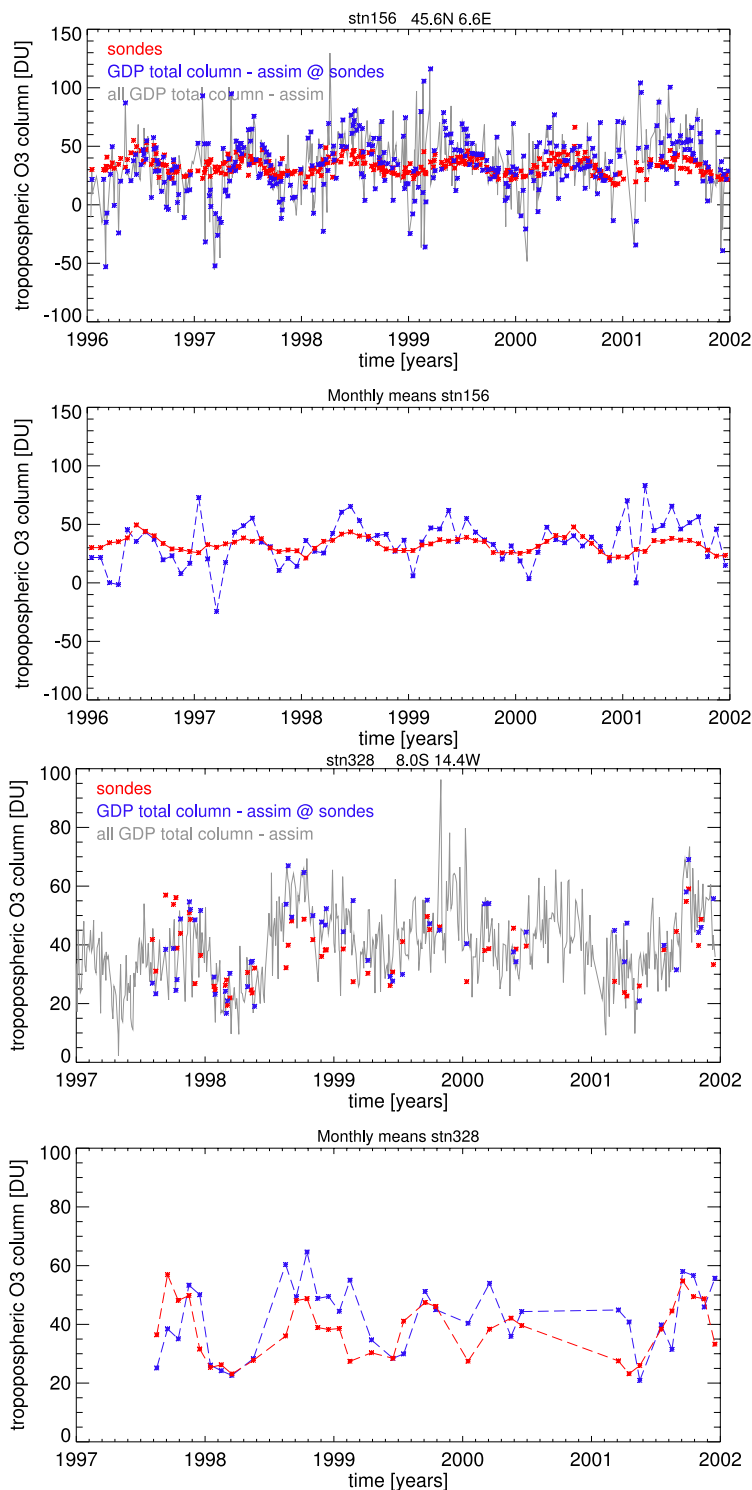 stn156 45.6N 6.6E
tropopospheric O3 column [DU]
150
100
50
0
-50
-100
sondes
GDP total column - assim @ sondes
all GDP total column - assim
1996 1997 1998 1999 2000 2001 2002
time [years]
Monthly means stn156
tropopospheric O3 column [DU]
150
100
50
0
-50
-100
1996 1997 1998 1999 2000 2001 2002
time [years]
stn328 8.0S 14.4W
tropopospheric O3 column [DU]
100
80
60
40
20
0
sondes
GDP total column - assim @ sondes
all GDP total column - assim
1997 1998 1999 2000 2001 2002
time [years]
Monthly means stn328
tropopospheric O3 column [DU]
100
80
60
40
20
0
1997 1998 1999 2000 2001 2002
time [years]